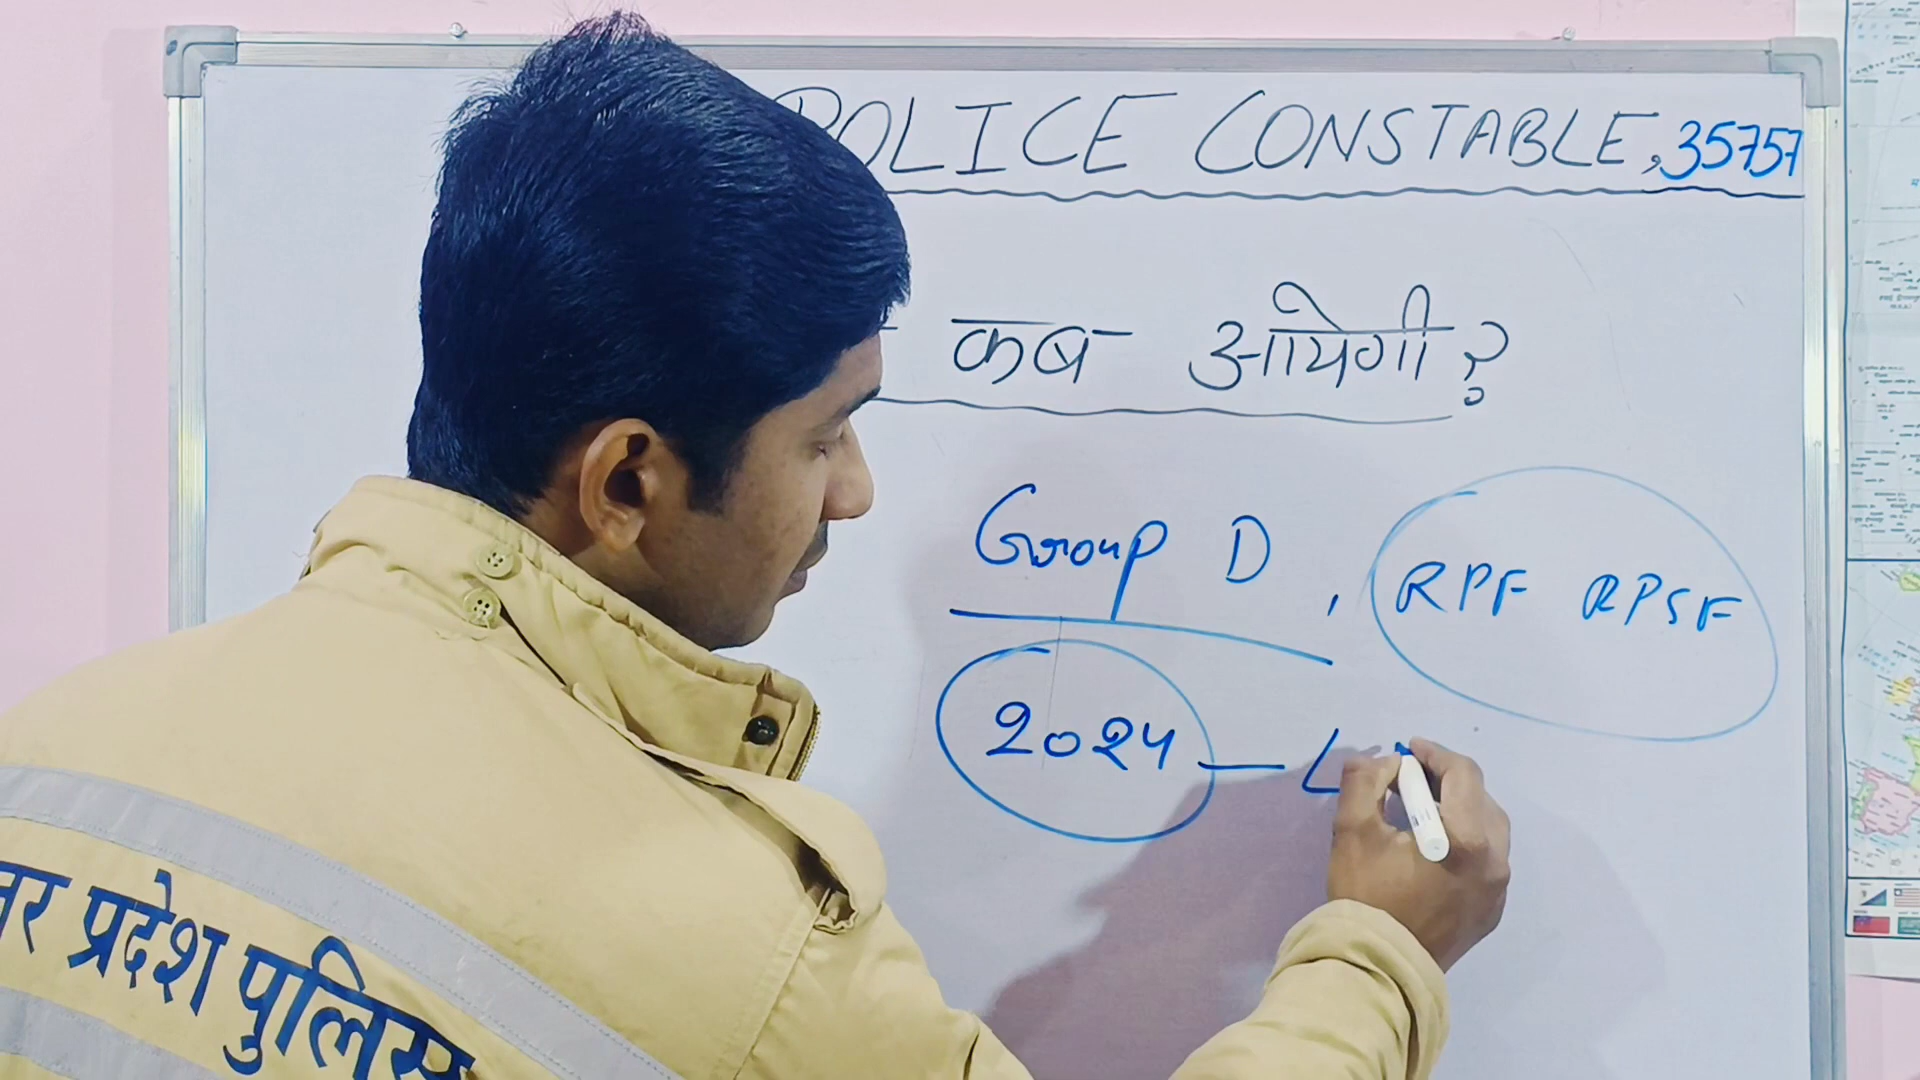 POLICE CONSTABLE, 35757
कब आयेगी?
Group D, RPF RPSF
2024 — L
प्रदेश पुलिस